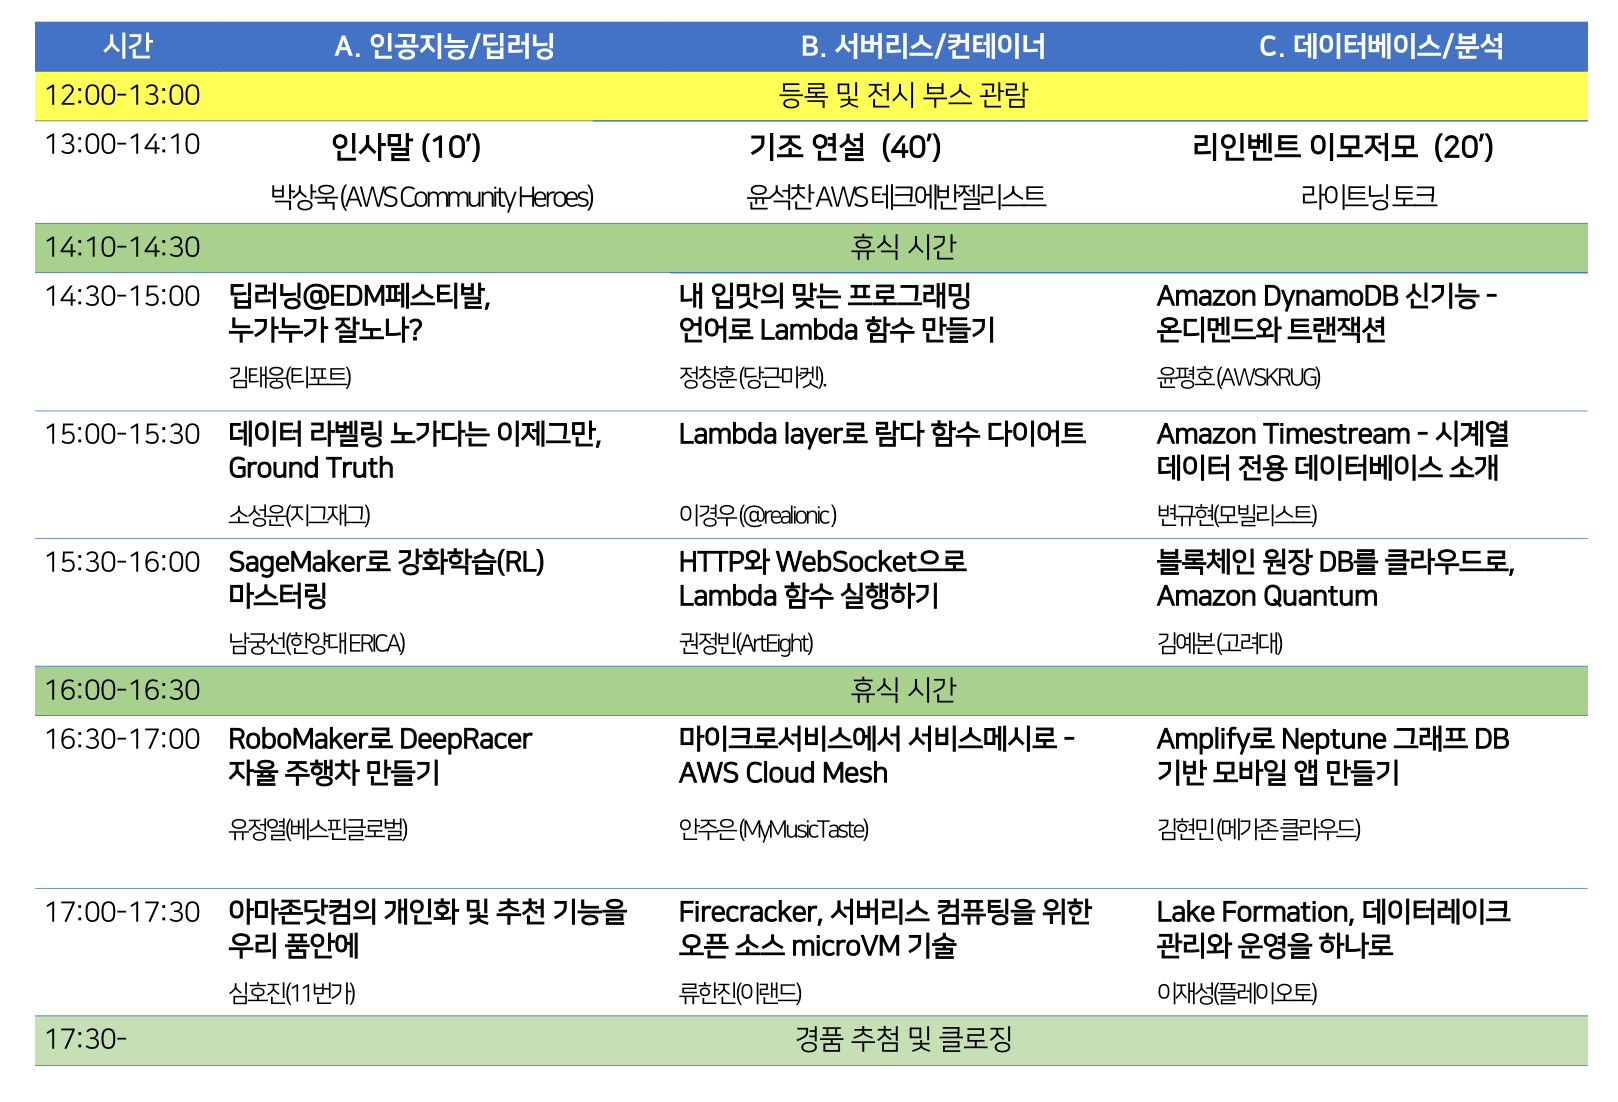 시간 A. 인공지능/딥러닝 B. 서버리스/컨테이너 C. 데이터베이스/분석
12:00-13:00 등록 및 전시 부스 관람
13:00-14:10 인사말 (10’) 기조 연설 (40’) 리인벤트 이모저모 (20’)
박상욱(AWS Community Heroes) 윤석찬 AWS 테크에반젤리스트 라이트닝 토크
14:10-14:30 휴식 시간
14:30-15:00 딥러닝@EDM페스티발, 내 입맛의 맞는 프로그래밍 Amazon DynamoDB 신기능 -
누가누가 잘노나? 언어로 Lambda 함수 만들기 온디멘드와 트랜잭션
김태웅(티포트) 정창훈(당근마켓). 윤평호(AWSKRUG)
15:00-15:30 데이터 라벨링 노가다는 이제그만, Lambda layer로 람다 함수 다이어트 Amazon Timestream - 시계열
Ground Truth 데이터 전용 데이터베이스 소개
소성운(지그재그) 이경우(@realionic ) 변규현(모빌리스트)
15:30-16:00 SageMaker로 강화학습(RL) HTTP와 WebSocket으로 블록체인 원장 DB를 클라우드로,
마스터링 Lambda 함수 실행하기 Amazon Quantum
남궁선(한양대 ERICA) 권정빈(ArtEight) 김예본(고려대)
16:00-16:30 휴식 시간
16:30-17:00 RoboMaker로 DeepRacer 마이크로서비스에서 서비스메시로 - Amplify로 Neptune 그래프 DB
자율 주행차 만들기 AWS Cloud Mesh 기반 모바일 앱 만들기
유정열(베스핀글로벌) 안주은(MyMusicTaste) 김현민(메가존 클라우드)
17:00-17:30 아마존닷컴의 개인화 및 추천 기능을 Firecracker, 서버리스 컴퓨팅을 위한 Lake Formation, 데이터레이크
우리 품안에 오픈 소스 microVM 기술 관리와 운영을 하나로
심호진(11번가) 류한진(이랜드) 이재성(플레이오토)
17:30- 경품 추첨 및 클로징